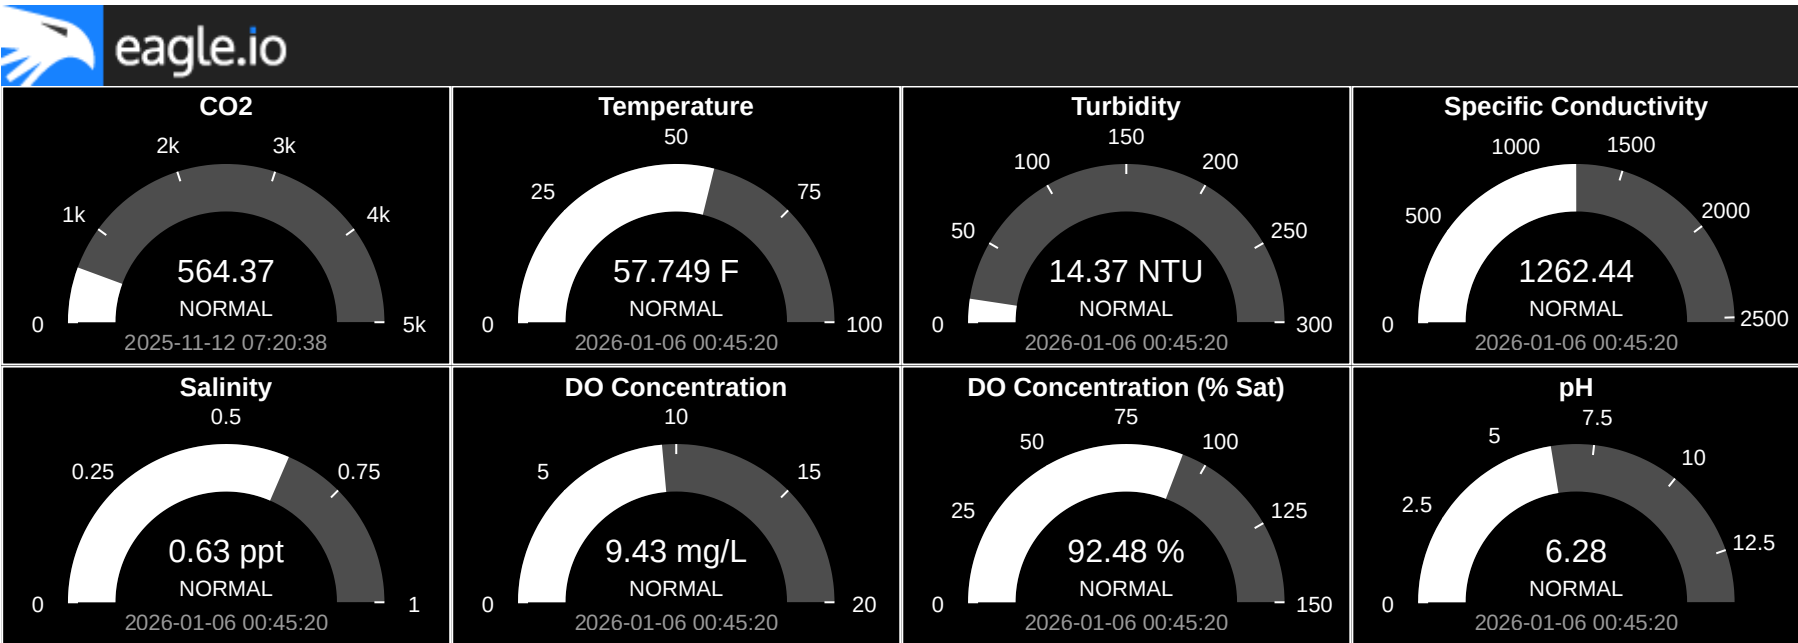 eagle.io
CO2
2k
3k
1k
4k
564.37
NORMAL
0
5k
2025-11-12 07:20:38
Temperature
50
25
75
57.749 F
NORMAL
0
100
2026-01-06 00:45:20
Turbidity
150
100
200
50
250
14.37 NTU
NORMAL
0
300
2026-01-06 00:45:20
Specific Conductivity
1000
1500
500
2000
1262.44
NORMAL
0
2500
2026-01-06 00:45:20
Salinity
0.5
0.25
0.75
0.63 ppt
NORMAL
0
1
2026-01-06 00:45:20
DO Concentration
10
5
15
9.43 mg/L
NORMAL
0
20
2026-01-06 00:45:20
DO Concentration (% Sat)
75
50
100
25
125
92.48 %
NORMAL
0
150
2026-01-06 00:45:20
pH
7.5
5
10
2.5
12.5
6.28
NORMAL
0
2026-01-06 00:45:20